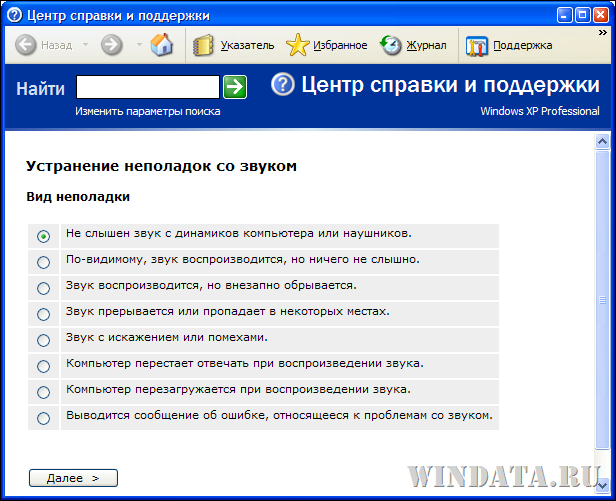 Центр справки и поддержки
Назад
Указатель
Избранное
Журнал
Поддержка
»
Найти
Центр справки и поддержки
Изменить параметры поиска
Windows XP Professional
Устранение неполадок со звуком
Вид неполадки
Не слышен звук с динамиков компьютера или наушников.
По-видимому, звук воспроизводится, но ничего не слышно.
Звук воспроизводится, но внезапно обрывается.
Звук прерывается или пропадает в некоторых местах.
Звук с искажением или помехами.
Компьютер перестает отвечать при воспроизведении звука.
Компьютер перезагружается при воспроизведении звука.
Выводится сообщение об ошибке, относящееся к проблемам со звуком.
Далее >
WINDATA.RU